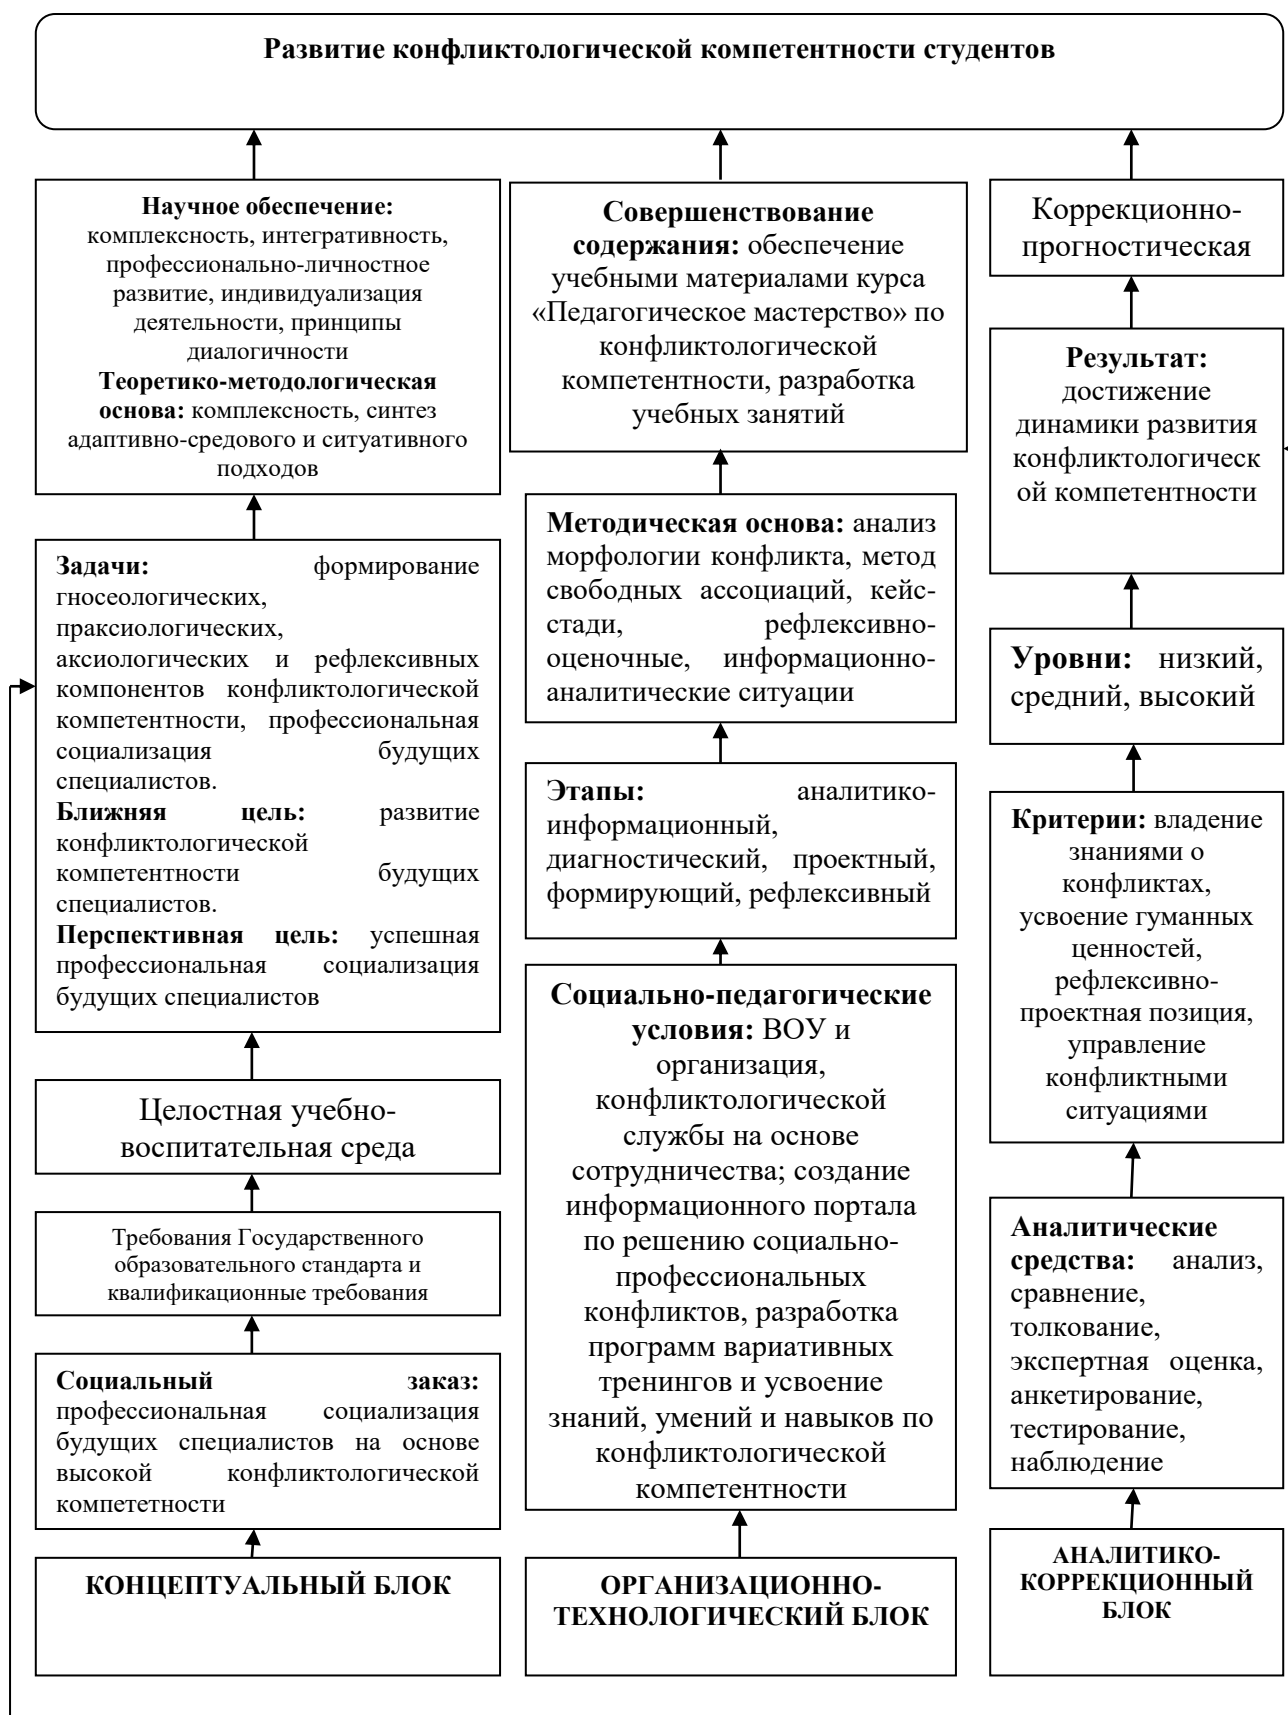 Развитие конфликтологической компетентности студентов
Научное обеспечение:
комплексность, интегративность,
профессионально-личностное
развитие, индивидуализация
деятельности, принципы
диалогичности
Теоретико-методологическая
основа: комплексность, синтез
адаптивно-средового и ситуативного
подходов
Задачи: формирование
гносеологических,
праксиологических,
аксиологических и рефлексивных
компонентов конфликтологической
компетентности, профессиональная
социализация будущих
специалистов.
Ближняя цель: развитие
конфликтологической
компетентности будущих
специалистов.
Перспективная цель: успешная
профессиональная социализация
будущих специалистов
Целостная учебно-
воспитательная среда
Требования Государственного
образовательного стандарта и
квалификационные требования
Социальный заказ:
профессиональная социализация
будущих специалистов на основе
высокой конфликтологической
компететности
КОНЦЕПТУАЛЬНЫЙ БЛОК
Совершенствование
содержания: обеспечение
учебными материалами курса
«Педагогическое мастерство» по
конфликтологической
компетентности, разработка
учебных занятий
Методическая основа: анализ
морфологии конфликта, метод
свободных ассоциаций, кейс-
стади, рефлексивно-
оценочные, информационно-
аналитические ситуации
Этапы: аналитико-
информационный,
диагностический, проектный,
формирующий, рефлексивный
Социально-педагогические
условия: ВОУ и
организация,
конфликтологической
службы на основе
сотрудничества; создание
информационного портала
по решению социально-
профессиональных
конфликтов, разработка
программ вариативных
тренингов и усвоение
знаний, умений и навыков по
конфликтологической
компетентности
ОРГАНИЗАЦИОННО-
ТЕХНОЛОГИЧЕСКИЙ БЛОК
Коррекционно-
прогностическая
Результат:
достижение
динамики развития
конфликтологическ
ой компетентности
Уровни: низкий,
средний, высокий
Критерии: владение
знаниями о
конфликтах,
усвоение гуманных
ценностей,
рефлексивно-
проектная позиция,
управление
конфликтными
ситуациями
Аналитические
средства: анализ,
сравнение,
толкование,
экспертная оценка,
анкетирование,
тестирование,
наблюдение
АНАЛИТИКО-
КОРРЕКЦИОННЫЙ
БЛОК